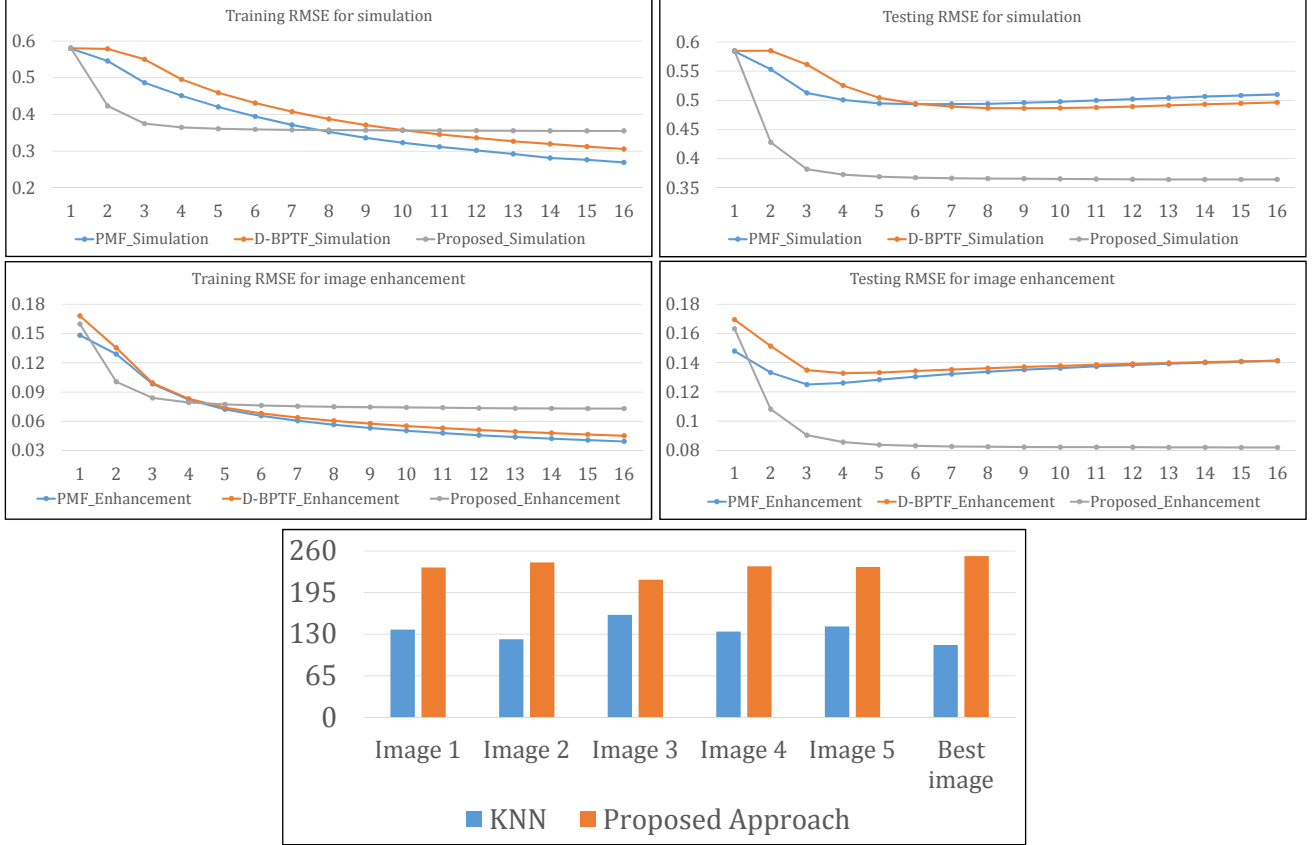 Training RMSE for simulation
0.6
0.5
0.4
0.3
0.2
1 2 3 4 5 6 7 8 9 10 11 12 13 14 15 16
PMF_Simulation D-BPTF_Simulation Proposed_Simulation
Testing RMSE for simulation
0.6
0.55
0.5
0.45
0.4
0.35
1 2 3 4 5 6 7 8 9 10 11 12 13 14 15 16
PMF_Simulation D-BPTF_Simulation Proposed_Simulation
Training RMSE for image enhancement
0.18
0.15
0.12
0.09
0.06
0.03
1 2 3 4 5 6 7 8 9 10 11 12 13 14 15 16
PMF_Enhancement D-BPTF_Enhancement Proposed_Enhancement
Testing RMSE for image enhancement
0.18
0.16
0.14
0.12
0.1
0.08
1 2 3 4 5 6 7 8 9 10 11 12 13 14 15 16
PMF_Enhancement D-BPTF_Enhancement Proposed_Enhancement
260
195
130
65
0
Image 1 Image 2 Image 3 Image 4 Image 5 Best
image
KNN Proposed Approach